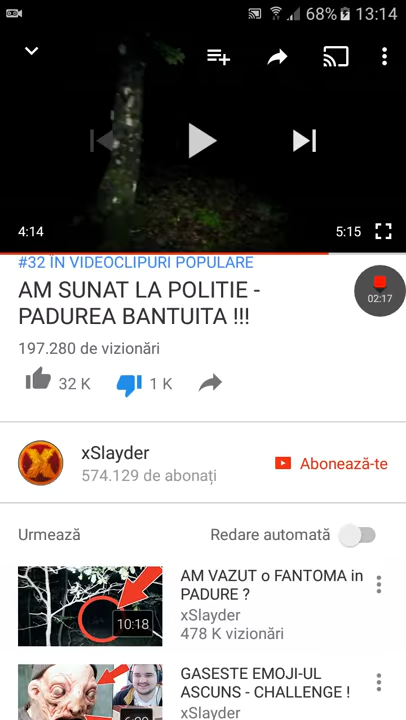 68% 13:14
4:14
5:15
#32 ÎN VIDEOCLIPURI POPULARE
AM SUNAT LA POLITIE -
PADUREA BANTUITA !!!
02:17
197.280 de vizionări
32 K
1 K
xSlayder
574.129 de abonați
Abonează-te
Urmează
Redare automată
10:18
AM VAZUT o FANTOMA in
PADURE ?
xSlayder
478 K vizionări
GASESTE EMOJI-UL
ASCUNS - CHALLENGE !
xSlayder